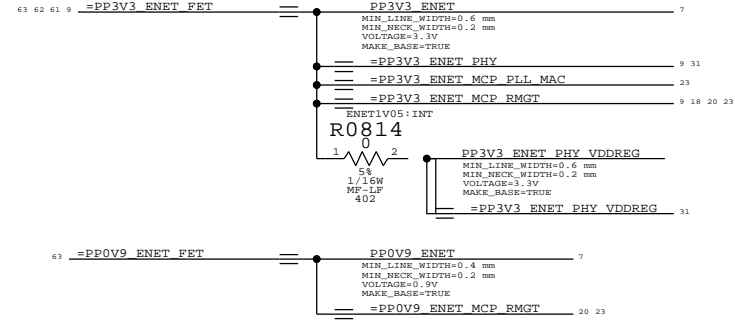 63 62 61 9 =PP3V3_ENET_FET
PP3V3_ENET 7
MIN_LINE_WIDTH=0.6 mm
MIN_NECK_WIDTH=0.2 mm
VOLTAGE=3.3V
MAKE_BASE=TRUE
=PP3V3_ENET_PHY 9 31
=PP3V3_ENET_MCP_PLL_MAC 23
=PP3V3_ENET_MCP_RMGT 9 18 20 23
ENET1V05:INT
R0814
0
1 2
5%
1/16W
MF-LF
402
PP3V3_ENET_PHY_VDDREG
MIN_LINE_WIDTH=0.6 mm
MIN_NECK_WIDTH=0.2 mm
VOLTAGE=3.3V
MAKE_BASE=TRUE
=PP3V3_ENET_PHY_VDDREG 31
63 =PP0V9_ENET_FET
PP0V9_ENET 7
MIN_LINE_WIDTH=0.4 mm
MIN_NECK_WIDTH=0.2 mm
VOLTAGE=0.9V
MAKE_BASE=TRUE
=PP0V9_ENET_MCP_RMGT 20 23